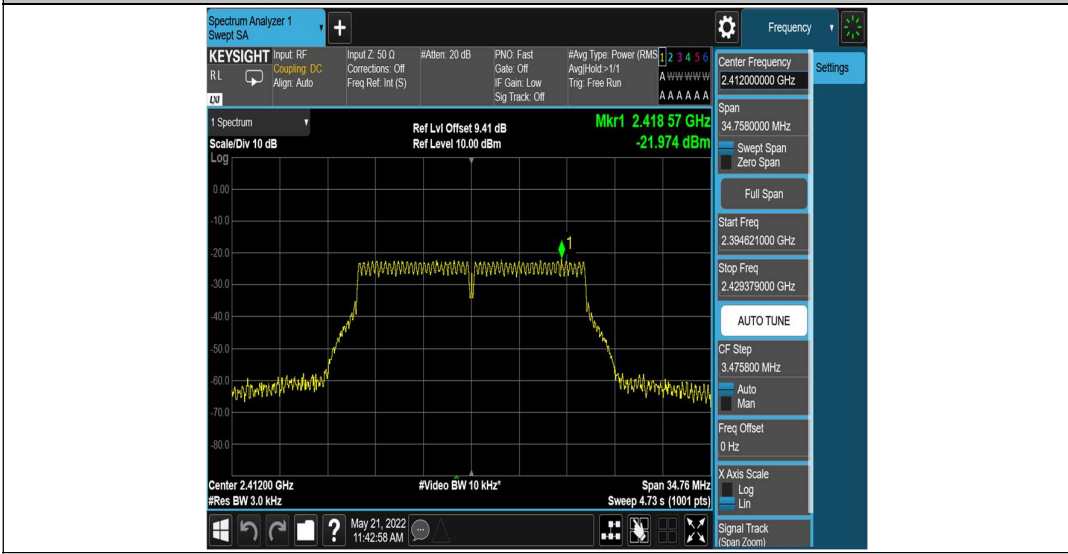 Spectrum Analyzer 1
Swept SA
Frequency
KEYSIGHT
RL
LXI
Input: RF
Coupling: DC
Align: Auto
Input Z: 50 Ω
Corrections: Off
Freq Ref: Int (S)
#Atten: 20 dB
PNO: Fast
Gate: Off
IF Gain: Low
Sig Track: Off
#Avg Type: Power (RMS
Avg|Hold:>1/1
Trig: Free Run
1 2 3 4 5 6
A W W W W W
A A A A A A
Center Frequency
2.412000000 GHz
Settings
1 Spectrum
Scale/Div 10 dB
Log
Ref Lvl Offset 9.41 dB
Ref Level 10.00 dBm
Mkr1 2.418 57 GHz
-21.974 dBm
Span
34.7580000 MHz
Swept Span
Zero Span
Full Span
Start Freq
2.394621000 GHz
Stop Freq
2.429379000 GHz
AUTO TUNE
CF Step
3.475800 MHz
Auto
Man
Freq Offset
0 Hz
X Axis Scale
Log
Lin
Signal Track
(Span Zoom)
0.00
-10.0
-20.0
-30.0
-40.0
-50.0
-60.0
-70.0
-80.0
1
Center 2.41200 GHz
#Res BW 3.0 kHz
#Video BW 10 kHz*
Span 34.76 MHz
Sweep 4.73 s (1001 pts)
?
May 21, 2022
11:42:58 AM